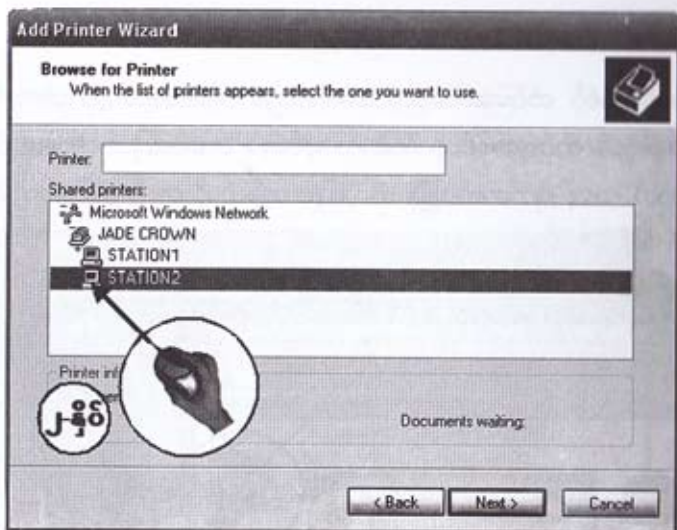 Add Printer Wizard
Browse for Printer
When the list of printers appears, select the one you want to use.
Printer:
Shared printers:
Microsoft Windows Network
JADE CROWN
STATION1
STATION2
Printer
Documents waiting:
< Back Next > Cancel